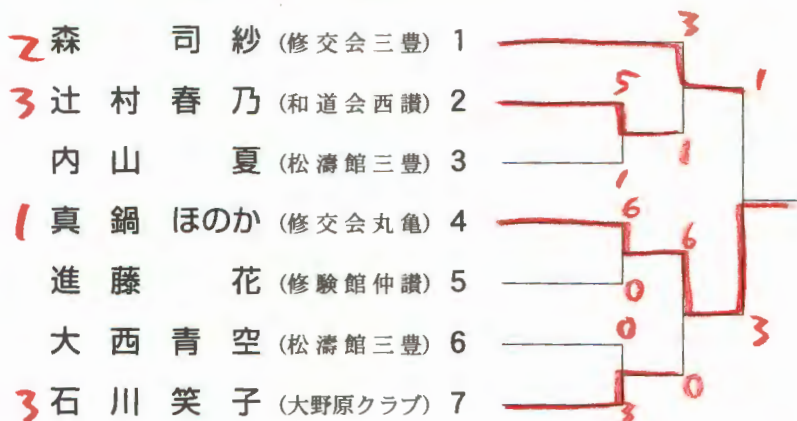 2 森 司 紗 (修交会三豊) 1 3
5 1
3 辻 村 春 乃 (和道会西讃) 2
1
内 山 夏 (松濤館三豊) 3
1
6
1 真 鍋 ほのか (修交会丸亀) 4 6
進 藤 花 (修験館仲讃) 5
0
0
3
大 西 青 空 (松濤館三豊) 6
0
3 石 川 笑 子 (大野原クラブ) 7
3